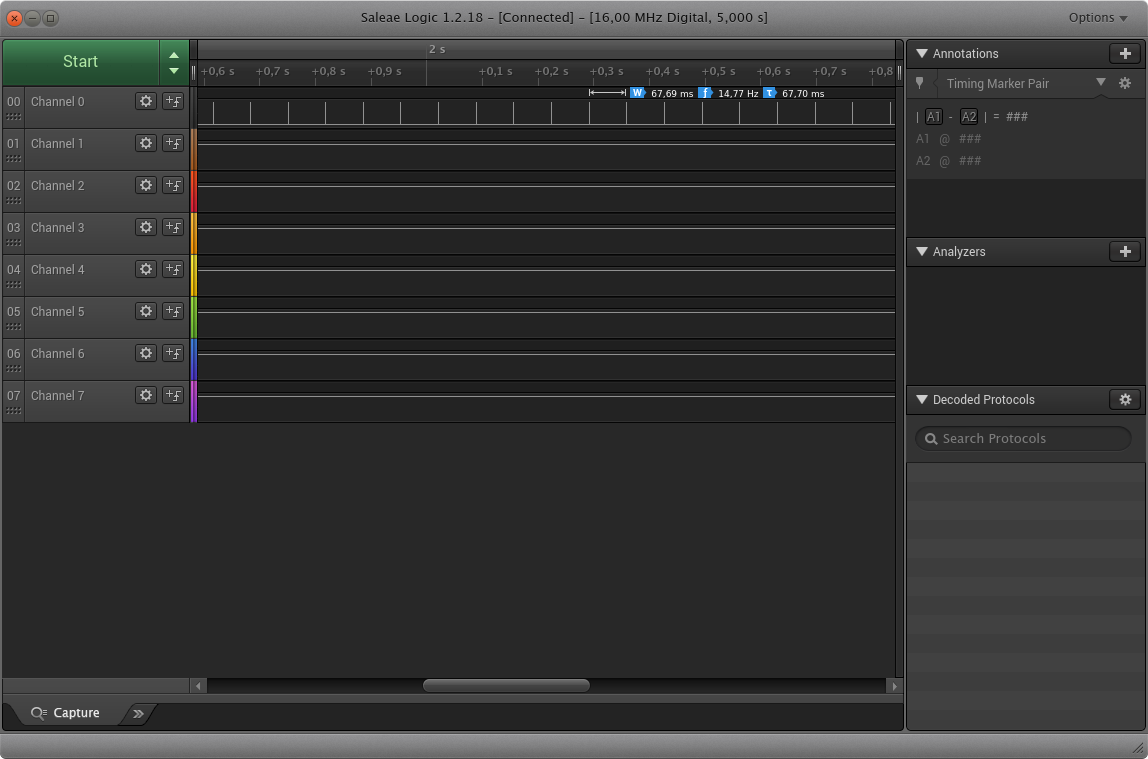 Saleae Logic 1.2.18 – [Connected] – [16,00 MHz Digital, 5,000 s]
Options
Start
2 s
+0,6 s +0,7 s +0,8 s +0,9 s +0,1 s +0,2 s +0,3 s +0,4 s +0,5 s +0,6 s +0,7 s +0,8
W 67,69 ms f 14,77 Hz T 67,70 ms
00 Channel 0
01 Channel 1
02 Channel 2
03 Channel 3
04 Channel 4
05 Channel 5
06 Channel 6
07 Channel 7
Annotations
Timing Marker Pair
| A1 - A2 | = ###
A1 @ ###
A2 @ ###
Analyzers
Decoded Protocols
Search Protocols
Capture